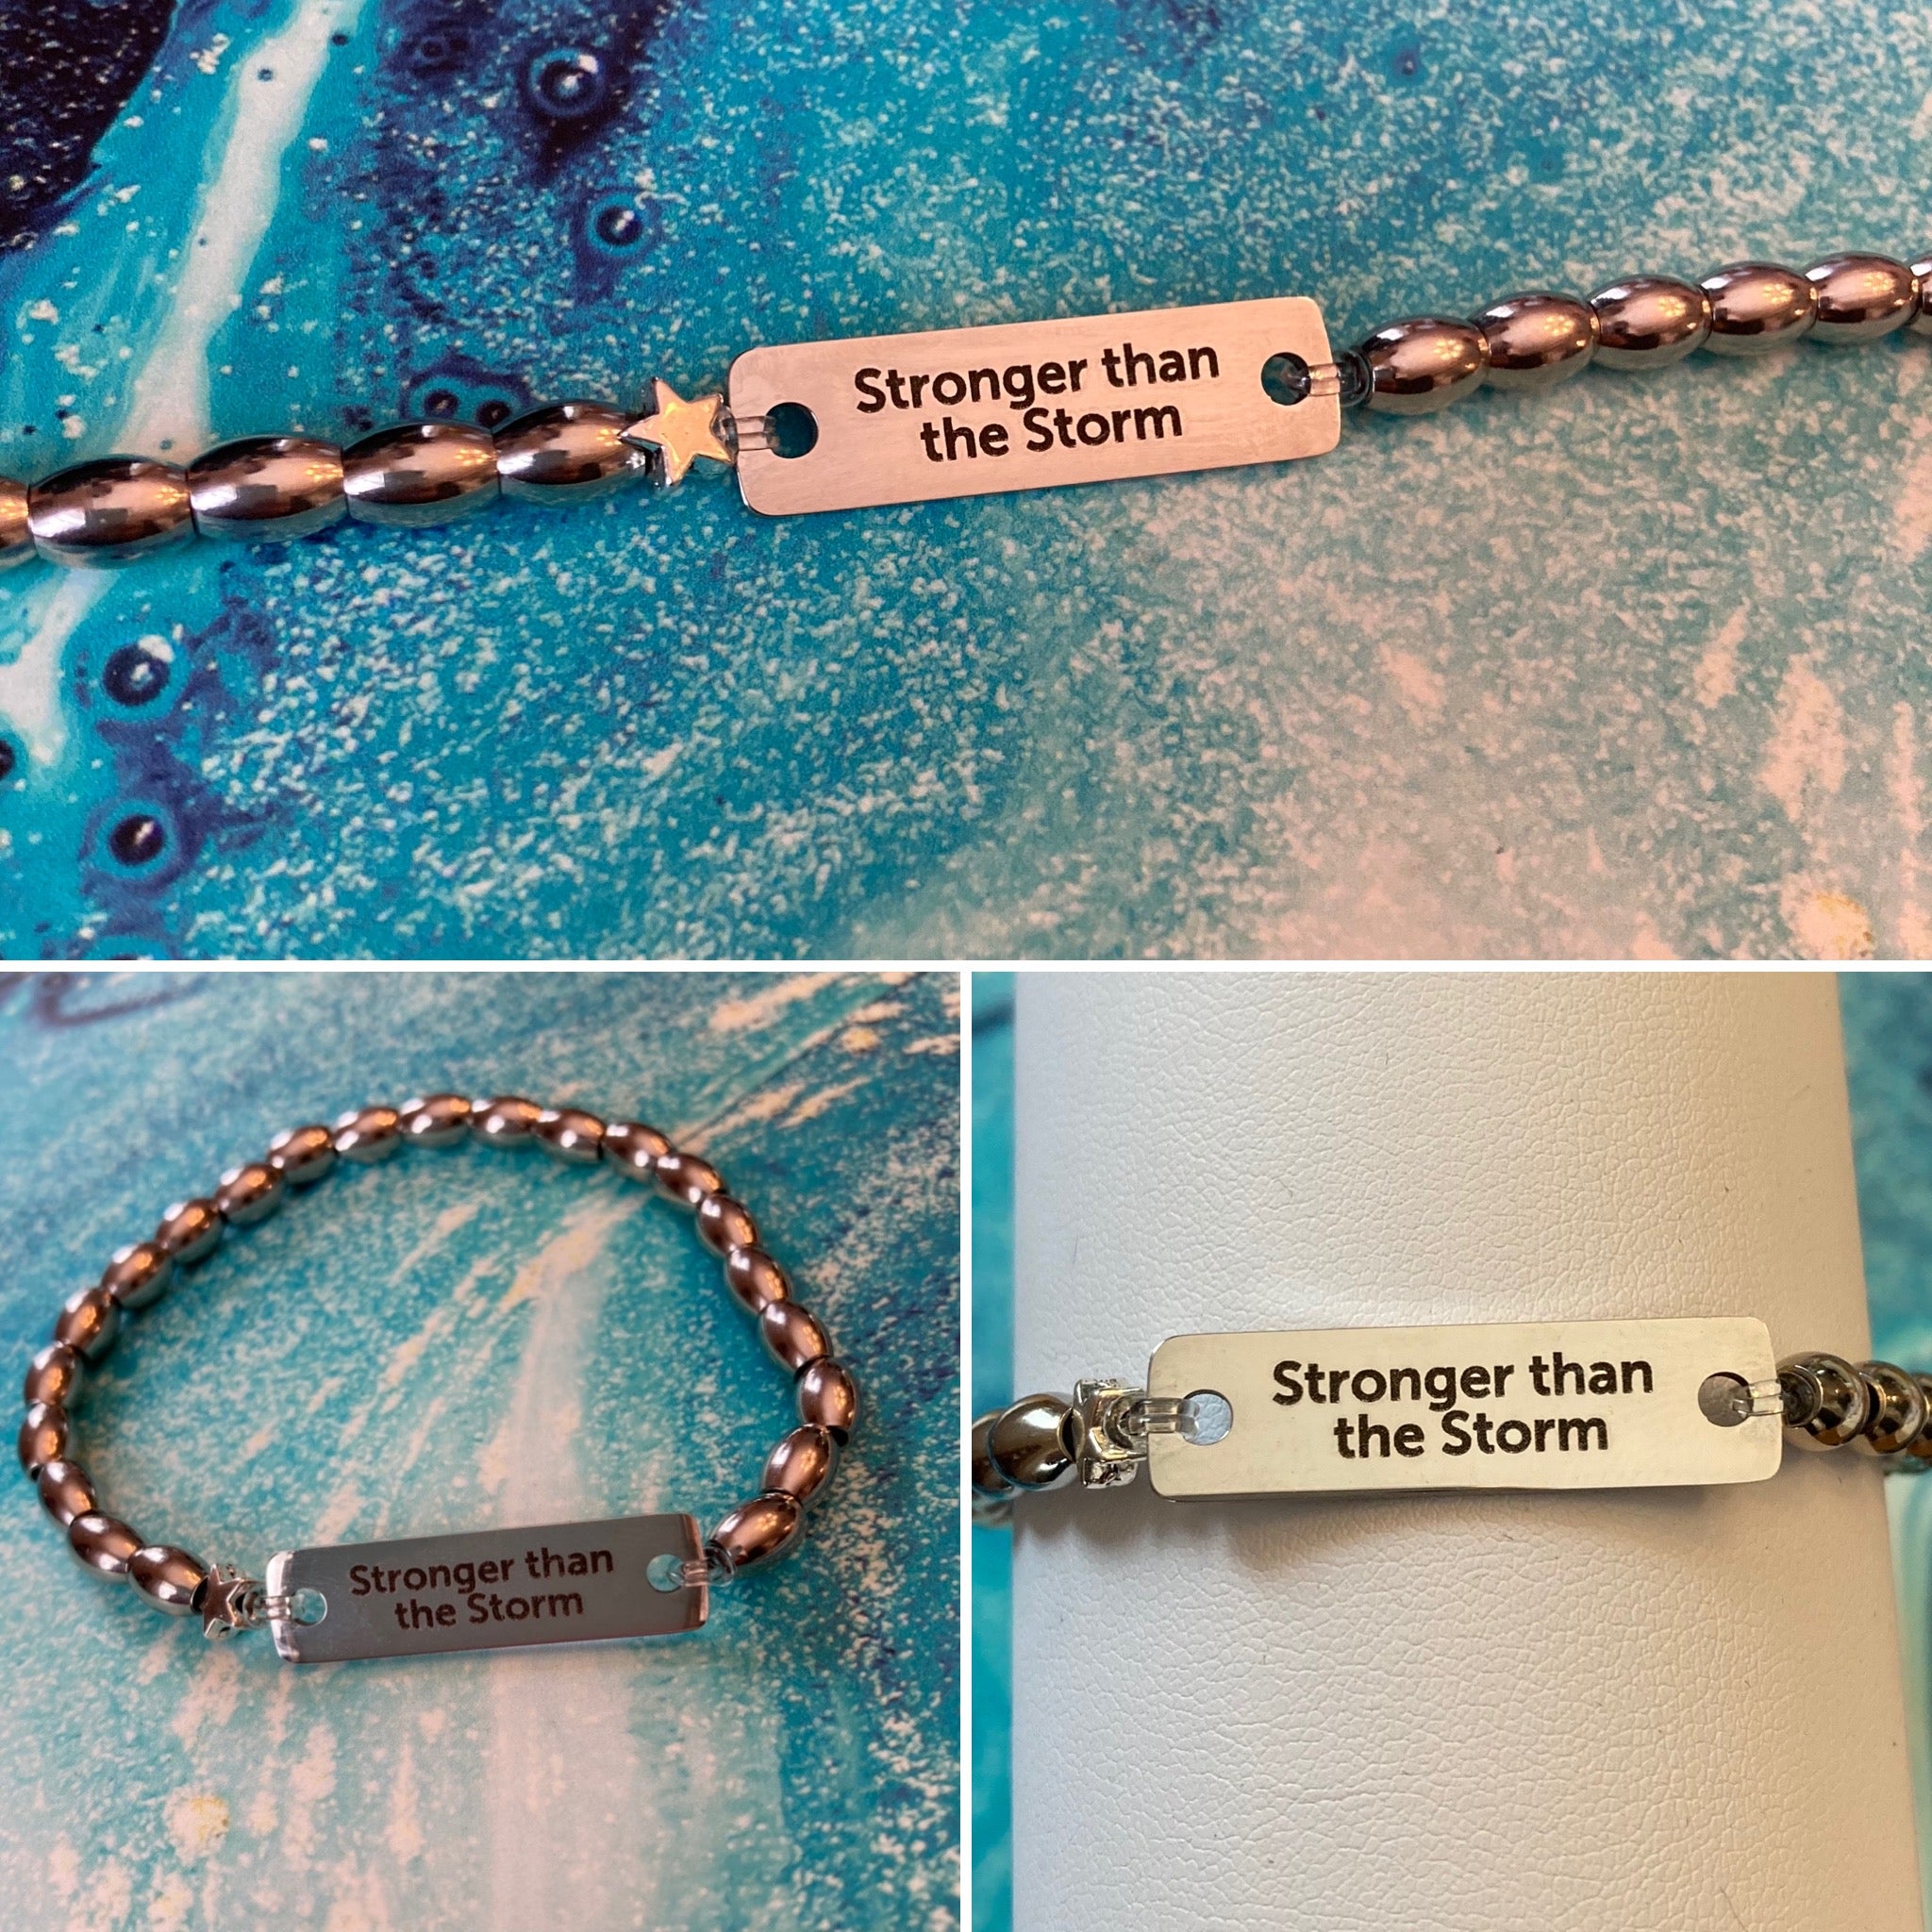 Stronger than
the Storm
Stronger than
the Storm
Stronger than
the Storm